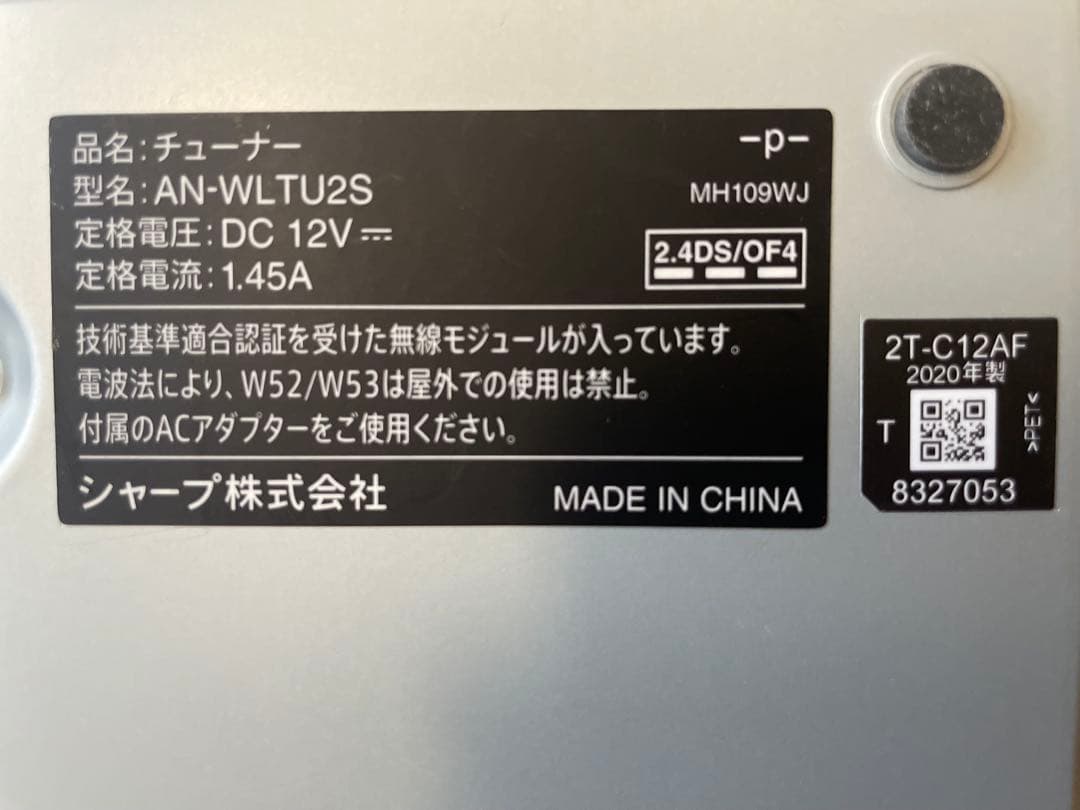 品名:チューナー
型名:AN-WLTU2S
定格電圧:DC 12V⎓
定格電流:1.45A
-p-
MH109WJ
2.4DS/OF4
技術基準適合認証を受けた無線モジュールが入っています。
電波法により、W52/W53は屋外での使用は禁止。
付属のACアダプターをご使用ください。
シャープ株式会社
MADE IN CHINA
2T-C12AF
2020年製
T
>PET<
8327053